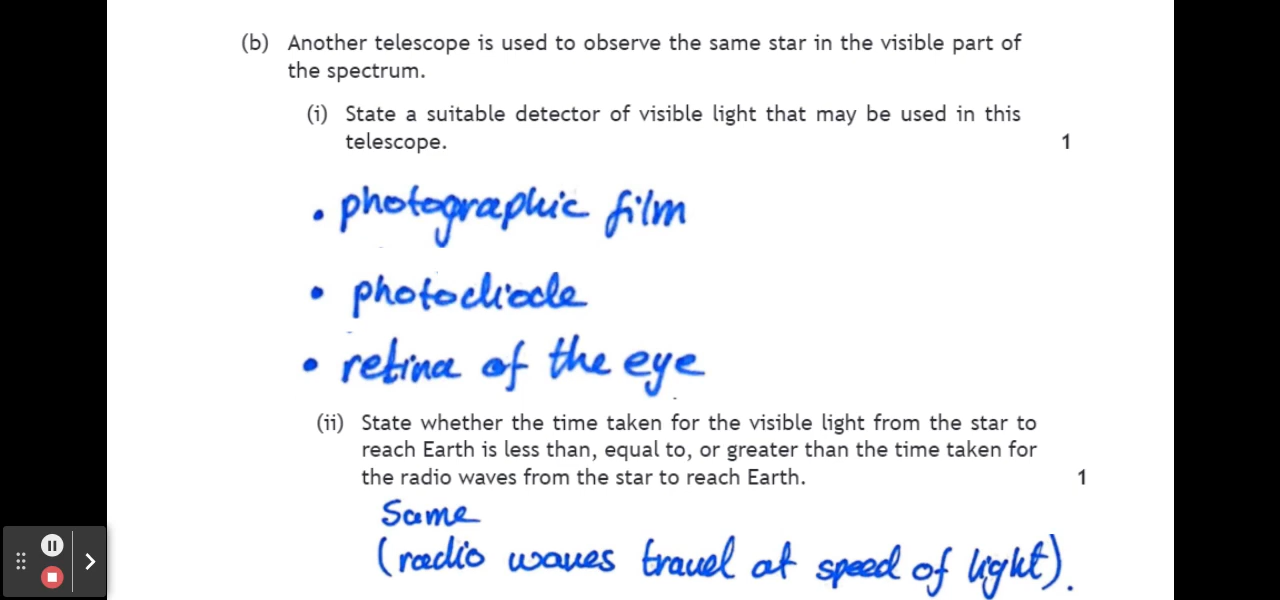 (b) Another telescope is used to observe the same star in the visible part of
the spectrum.
(i) State a suitable detector of visible light that may be used in this
telescope. 1
• photographic film
• photodiode
• retina of the eye
(ii) State whether the time taken for the visible light from the star to
reach Earth is less than, equal to, or greater than the time taken for
the radio waves from the star to reach Earth. 1
Same
(radio waves travel at speed of light).